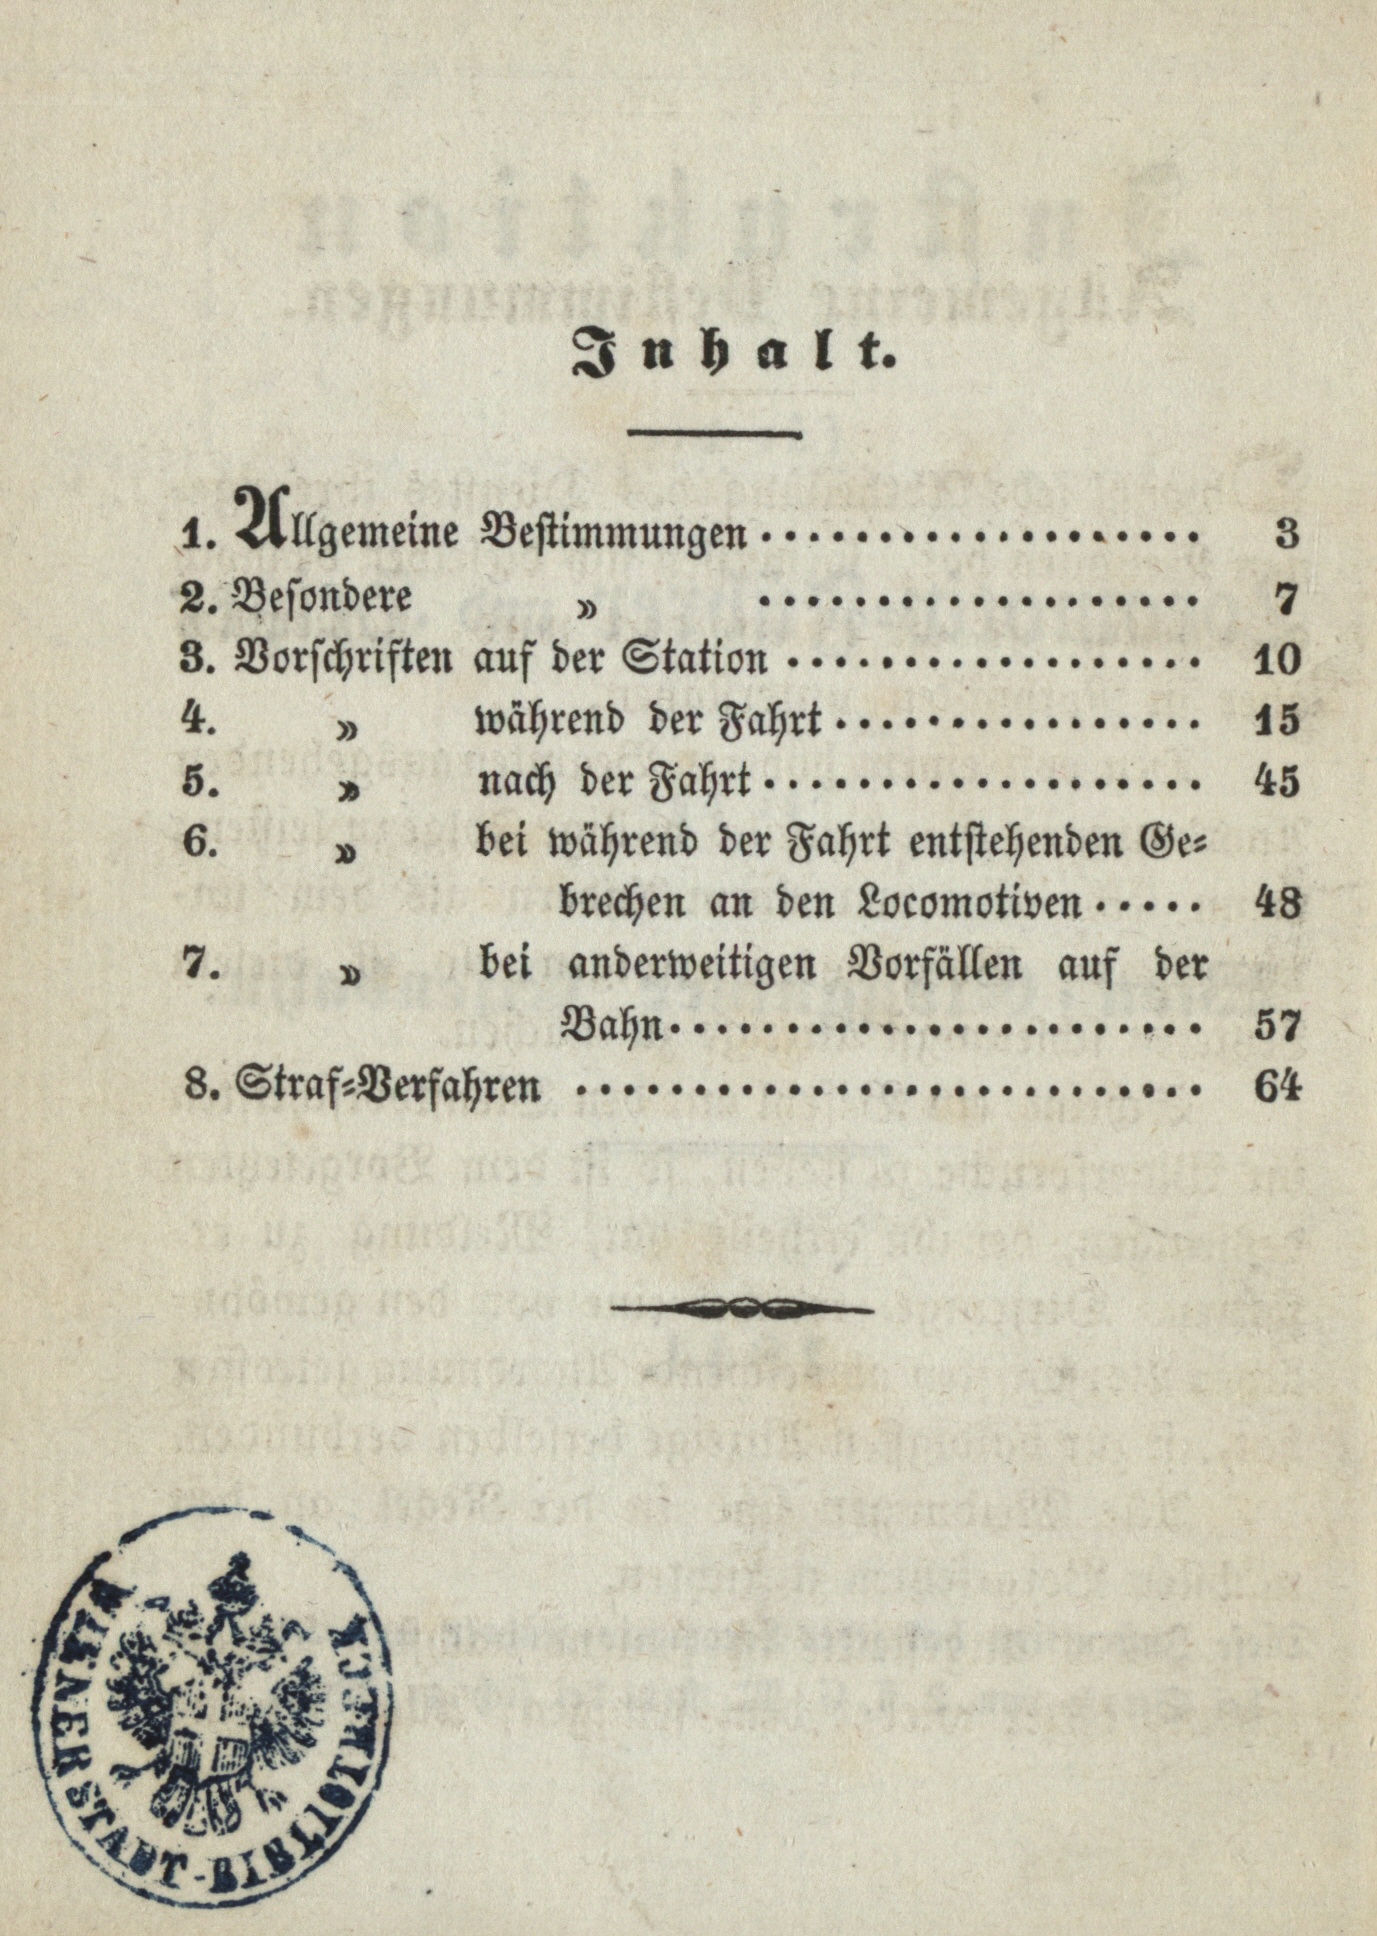 Inhalt.
1. Allgemeine Bestimmungen ................... 3
2. Besondere » ................... 7
3. Vorschriften auf der Station .................. 10
4. » während der Fahrt ................ 15
5. » nach der Fahrt ................... 45
6. » bei während der Fahrt entstehenden Ge-
brechen an den Locomotiven ..... 48
7. » bei anderweitigen Vorfällen auf der
Bahn ....................... 57
8. Straf-Verfahren ........................... 64
WIENER STADT-BIBLIOTHEK